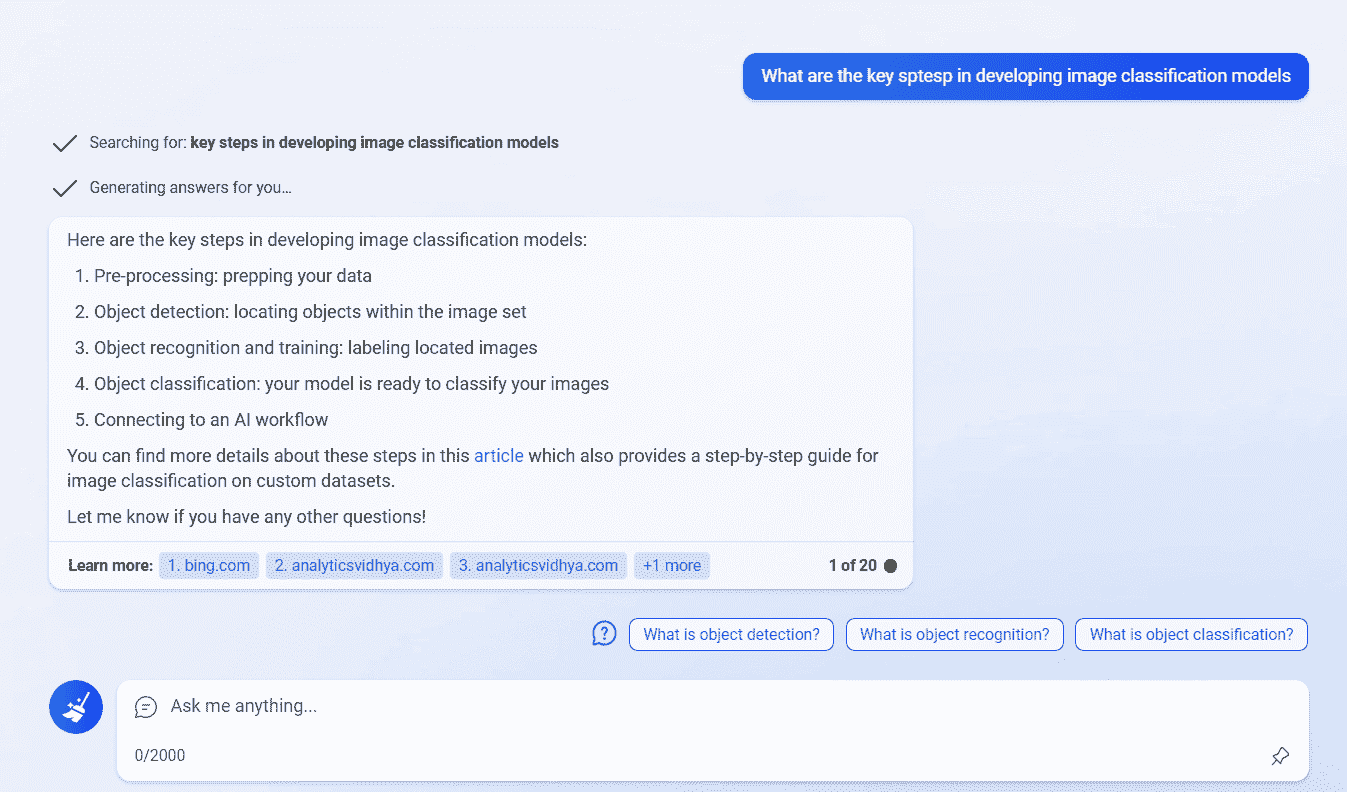 What are the key sptesp in developing image classification models
Searching for: key steps in developing image classification models
Generating answers for you...
Here are the key steps in developing image classification models:
1. Pre-processing: prepping your data
2. Object detection: locating objects within the image set
3. Object recognition and training: labeling located images
4. Object classification: your model is ready to classify your images
5. Connecting to an AI workflow
You can find more details about these steps in this article which also provides a step-by-step guide for
image classification on custom datasets.
Let me know if you have any other questions!
Learn more: 1. bing.com 2. analyticsvidhya.com 3. analyticsvidhya.com +1 more 1 of 20
What is object detection? What is object recognition? What is object classification?
Ask me anything...
0/2000